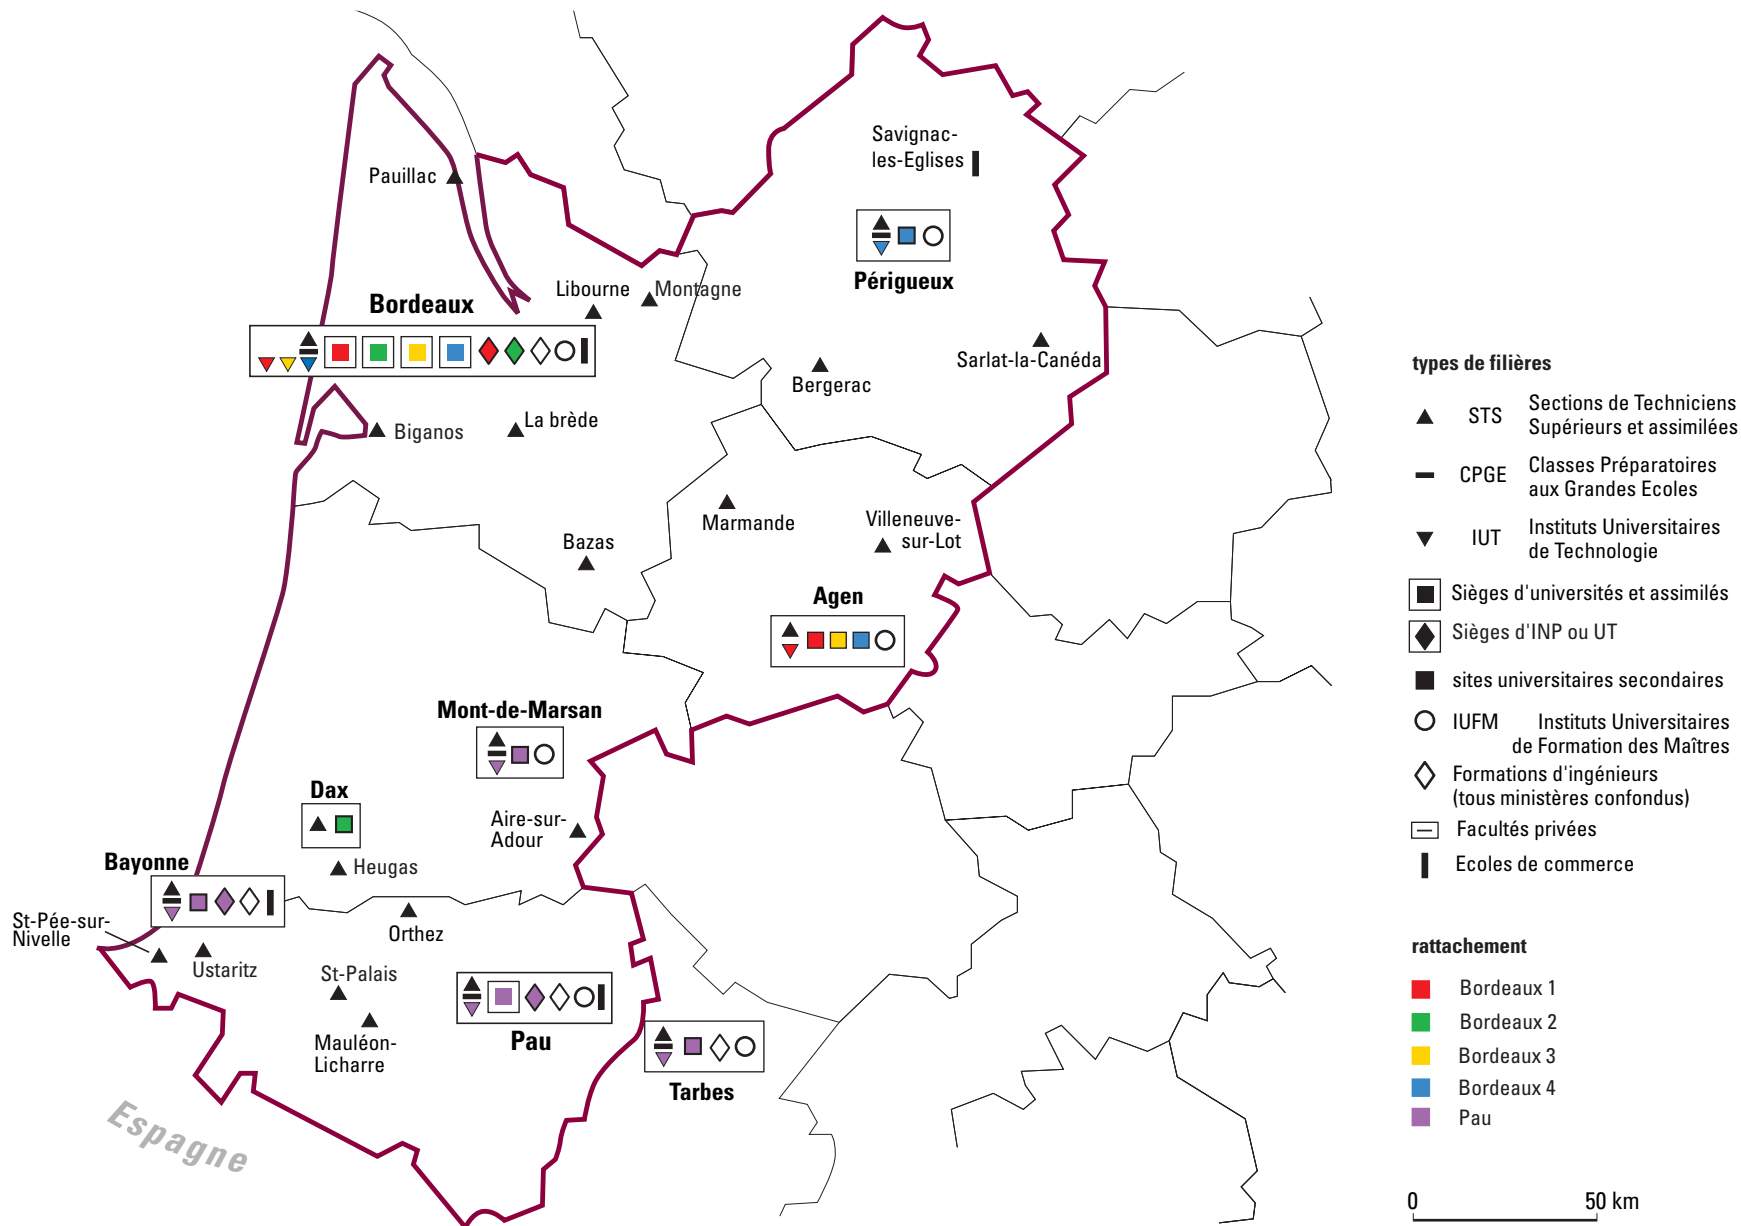 Savignac-
les-Eglises
Pauillac
Périgueux
Libourne
Montagne
Bordeaux
Sarlat-la-Canéda
Bergerac
Biganos
La brède
Marmande
Villeneuve-
sur-Lot
Bazas
Agen
Mont-de-Marsan
Dax
Aire-sur-
Adour
Bayonne
Heugas
St-Pée-sur-
Nivelle
Orthez
Ustaritz
St-Palais
Mauléon-
Licharre
Pau
Tarbes
Espagne
types de filières
STS Sections de Techniciens
Supérieurs et assimilées
CPGE Classes Préparatoires
aux Grandes Ecoles
IUT Instituts Universitaires
de Technologie
Sièges d'universités et assimilés
Sièges d'INP ou UT
sites universitaires secondaires
IUFM Instituts Universitaires
de Formation des Maîtres
Formations d'ingénieurs
(tous ministères confondus)
Facultés privées
Ecoles de commerce
rattachement
Bordeaux 1
Bordeaux 2
Bordeaux 3
Bordeaux 4
Pau
0 50 km